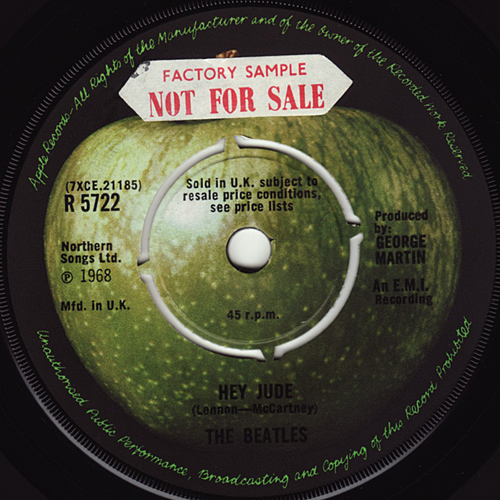 Apple Records—All Rights of the Manufacturer and of the Owner of the Recorded Work Reserved
FACTORY SAMPLE
NOT FOR SALE
(7XCE.21185)
R 5722
Sold in U.K. subject to
resale price conditions,
see price lists
Northern
Songs Ltd.
℗ 1968
Mfd. in U.K.
Produced
by:
GEORGE
MARTIN
An E.M.I.
Recording
45 r.p.m.
HEY JUDE
(Lennon—McCartney)
THE BEATLES
Unauthorised Public Performance, Broadcasting and Copying of this Record Prohibited